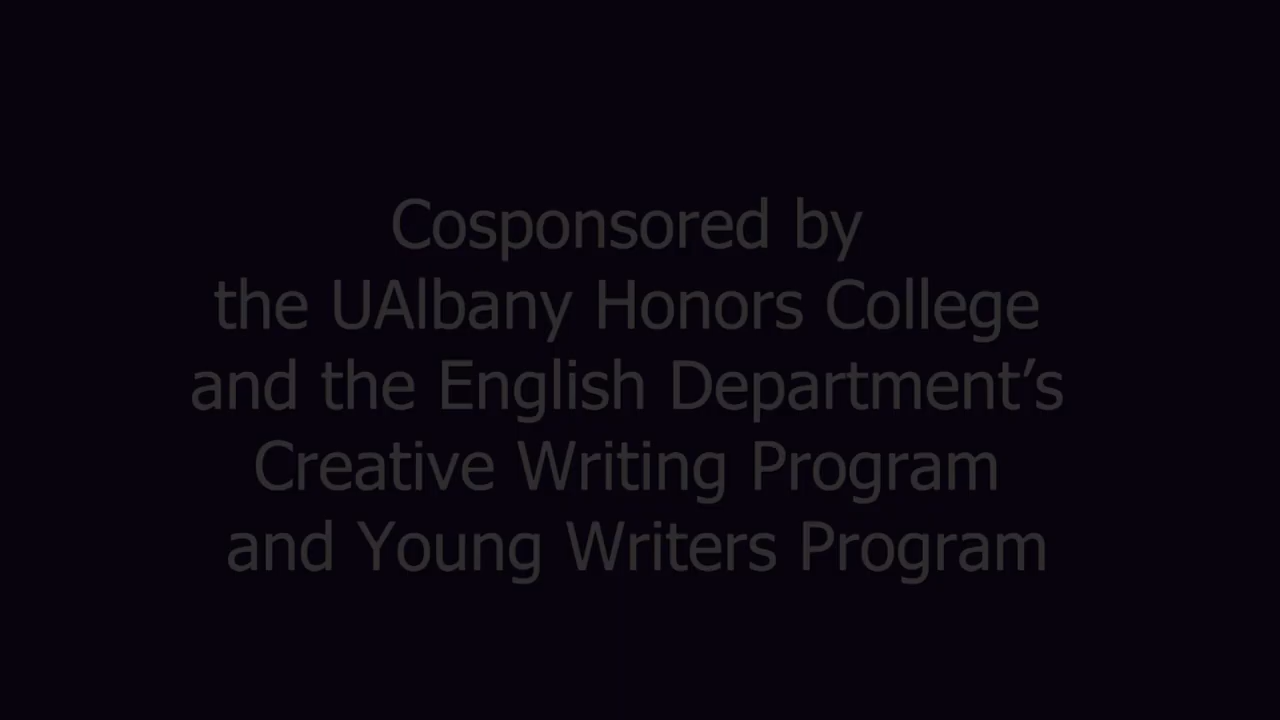 Cosponsored by
the UAlbany Honors College
and the English Department’s
Creative Writing Program
and Young Writers Program